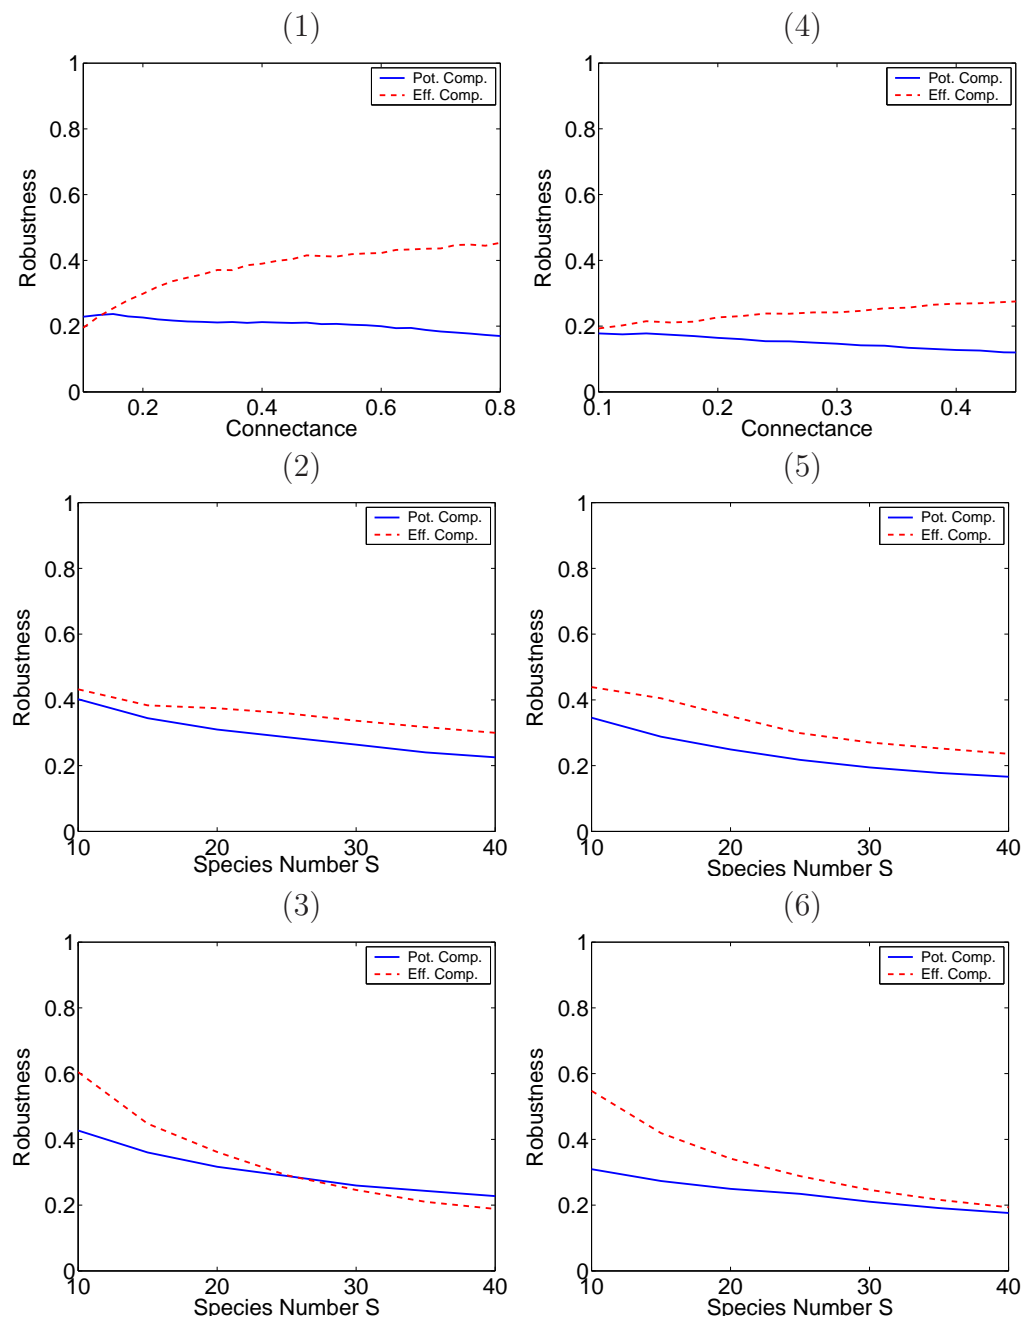 (1)
Pot. Comp.
Eff. Comp.
1
0.8
0.6
0.4
0.2
0
Robustness
0.2
0.4
0.6
0.8
Connectance
(4)
Pot. Comp.
Eff. Comp.
1
0.8
0.6
0.4
0.2
0
Robustness
0.1
0.2
0.3
0.4
Connectance
(2)
Pot. Comp.
Eff. Comp.
1
0.8
0.6
0.4
0.2
0
Robustness
10
20
30
40
Species Number S
(5)
Pot. Comp.
Eff. Comp.
1
0.8
0.6
0.4
0.2
0
Robustness
10
20
30
40
Species Number S
(3)
Pot. Comp.
Eff. Comp.
1
0.8
0.6
0.4
0.2
0
Robustness
10
20
30
40
Species Number S
(6)
Pot. Comp.
Eff. Comp.
1
0.8
0.6
0.4
0.2
0
Robustness
10
20
30
40
Species Number S